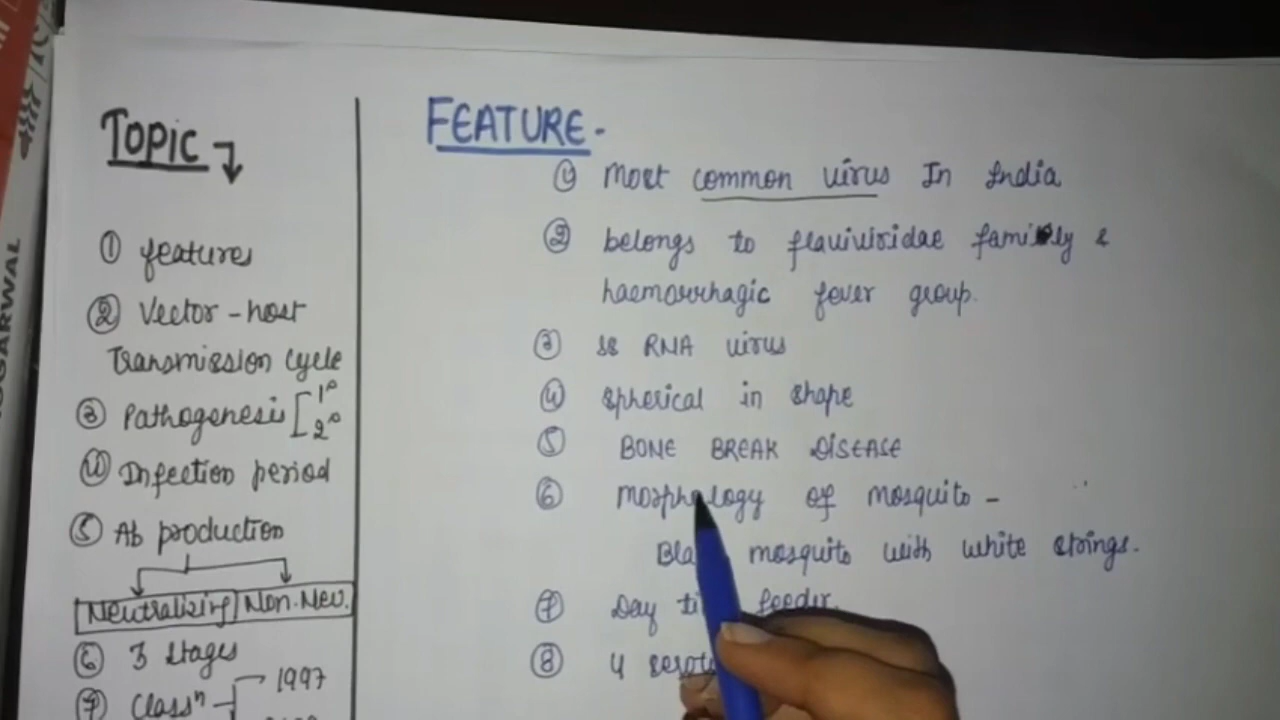 TOPIC
① features
② Vector-host
Transmission cycle
③ Pathogenesis [1°
2°
④ Infection period
⑤ Ab production
Neutralizing Non.Neu.
⑥ 3 stages
⑦ Classⁿ 1997
FEATURE-
① Most common virus In India
② belongs to flaviviridae family &
haemorrhagic fever group.
③ ss RNA virus
④ Spherical in shape
⑤ BONE BREAK DISEASE
⑥ Morphology of mosquito -
mosquito with white strings.
⑦ Day feeder.
⑧ 4
OGARWAL